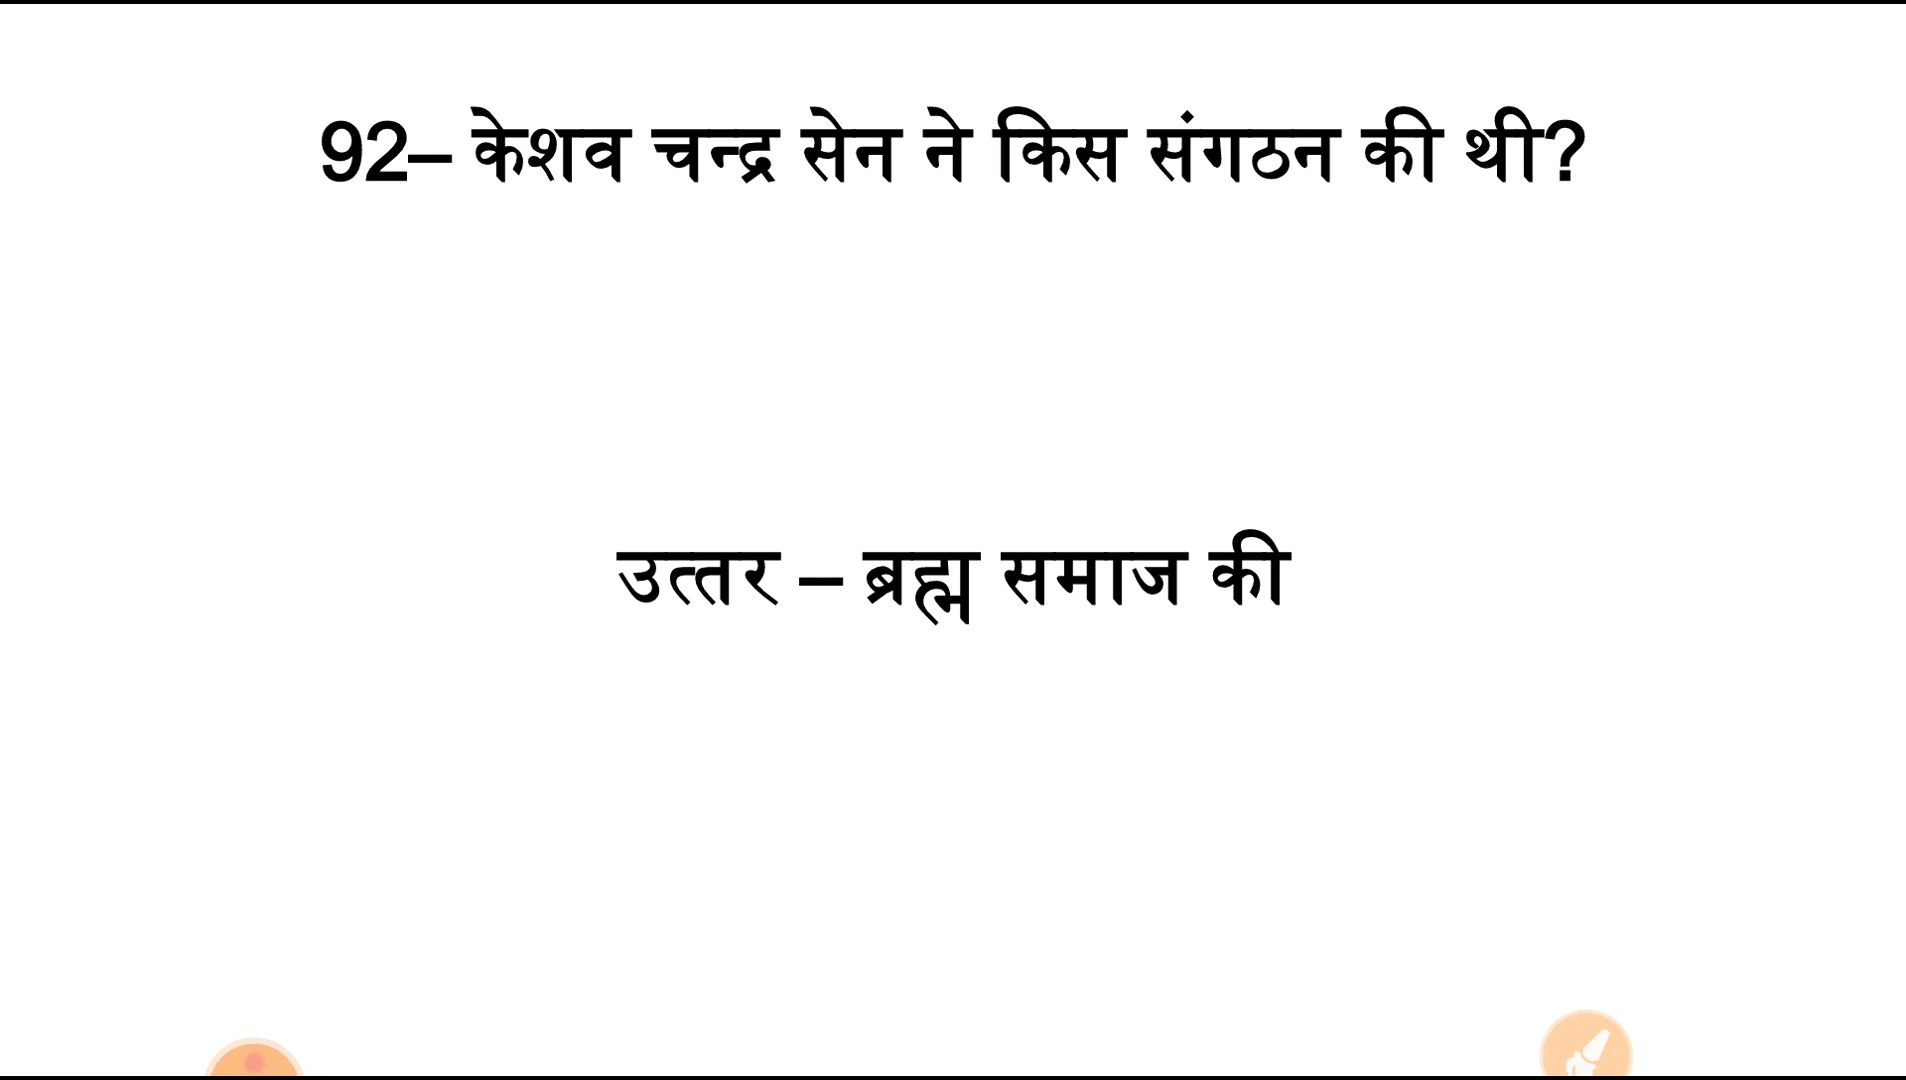 92– केशव चन्द्र सेन ने किस संगठन की थी?
उत्तर – ब्रह्म समाज की